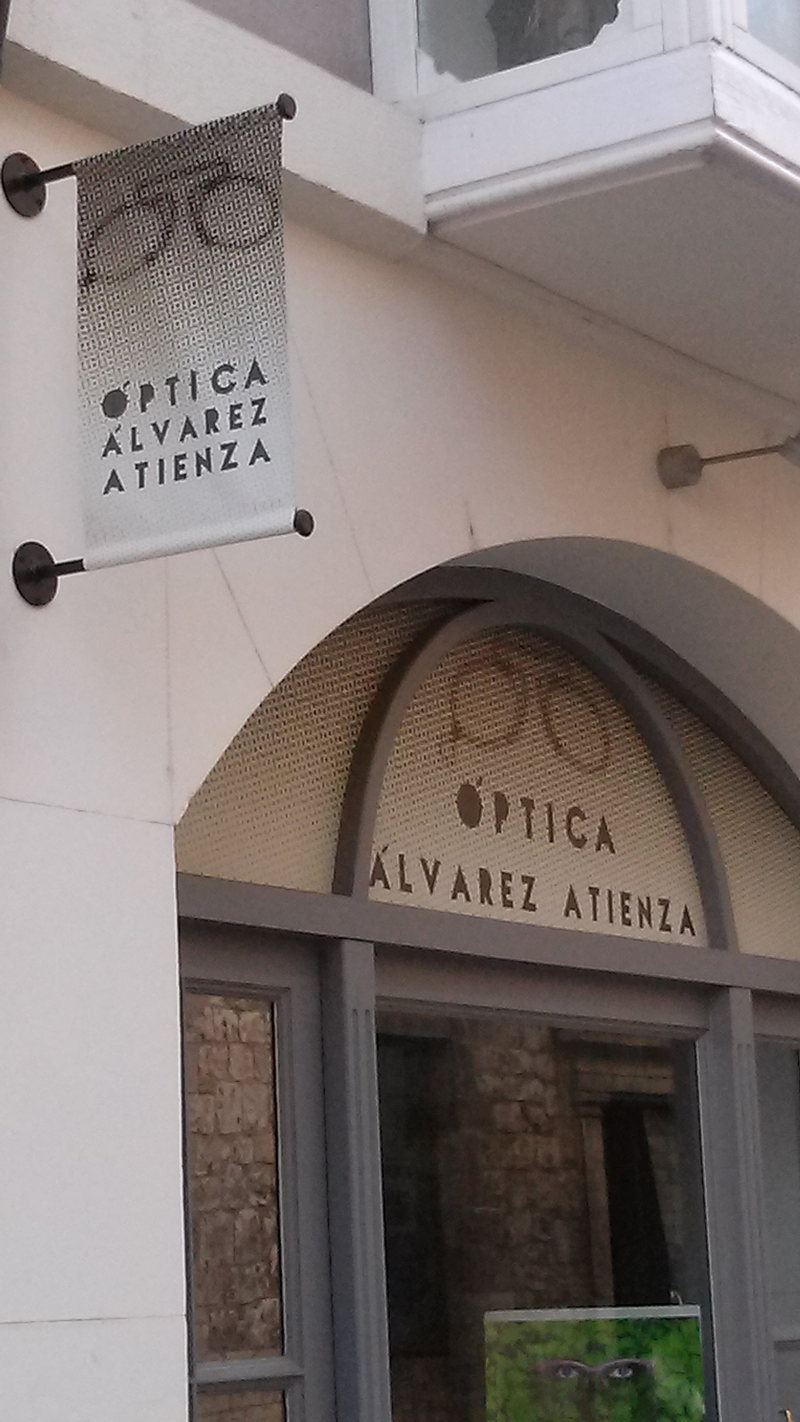 ÓPTICA
ÁLVAREZ
ATIENZA
ÓPTICA
ÁLVAREZ ATIENZA